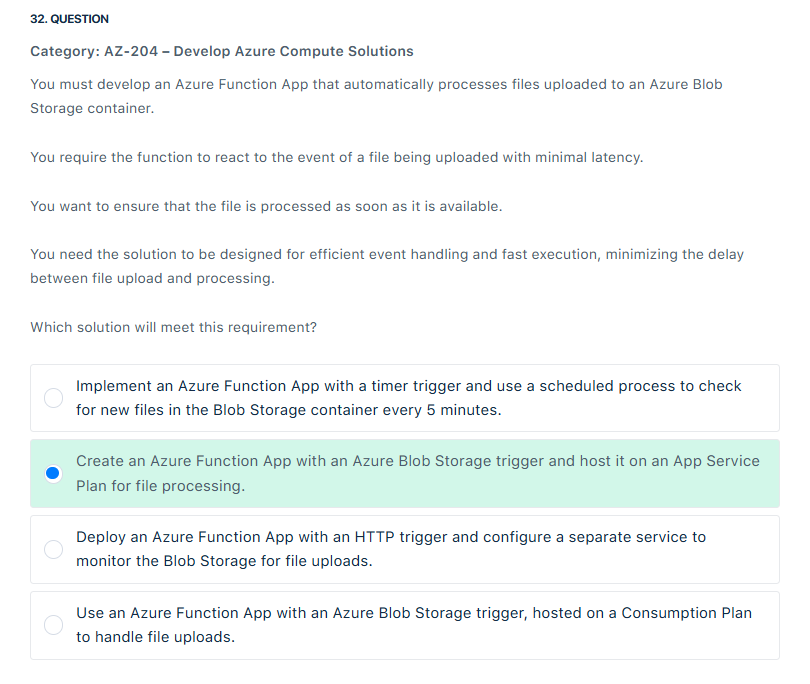 32. QUESTION
Category: AZ-204 – Develop Azure Compute Solutions
You must develop an Azure Function App that automatically processes files uploaded to an Azure Blob
Storage container.
You require the function to react to the event of a file being uploaded with minimal latency.
You want to ensure that the file is processed as soon as it is available.
You need the solution to be designed for efficient event handling and fast execution, minimizing the delay
between file upload and processing.
Which solution will meet this requirement?
Implement an Azure Function App with a timer trigger and use a scheduled process to check
for new files in the Blob Storage container every 5 minutes.
Create an Azure Function App with an Azure Blob Storage trigger and host it on an App Service
Plan for file processing.
Deploy an Azure Function App with an HTTP trigger and configure a separate service to
monitor the Blob Storage for file uploads.
Use an Azure Function App with an Azure Blob Storage trigger, hosted on a Consumption Plan
to handle file uploads.